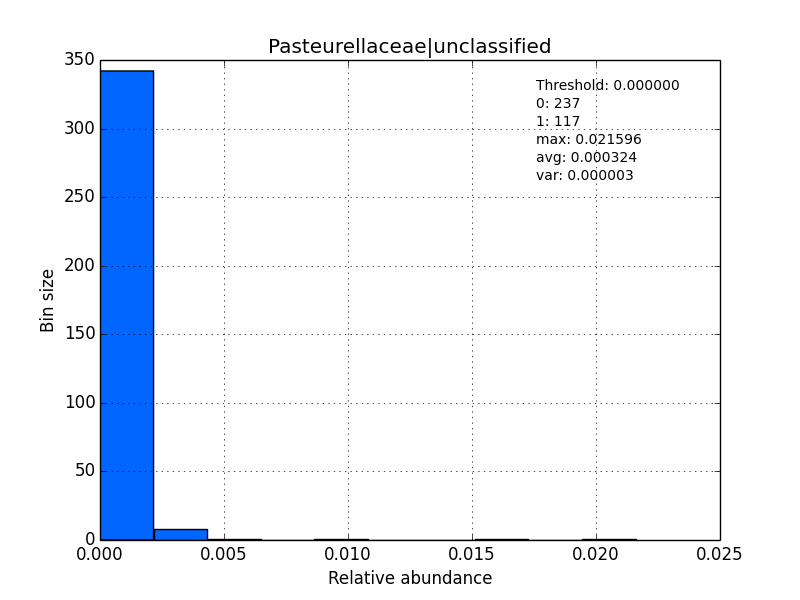 Pasteurellaceae|unclassified
350
300
250
200
150
100
50
0
Bin size
Threshold: 0.000000
0: 237
1: 117
max: 0.021596
avg: 0.000324
var: 0.000003
0.000 0.005 0.010 0.015 0.020 0.025
Relative abundance